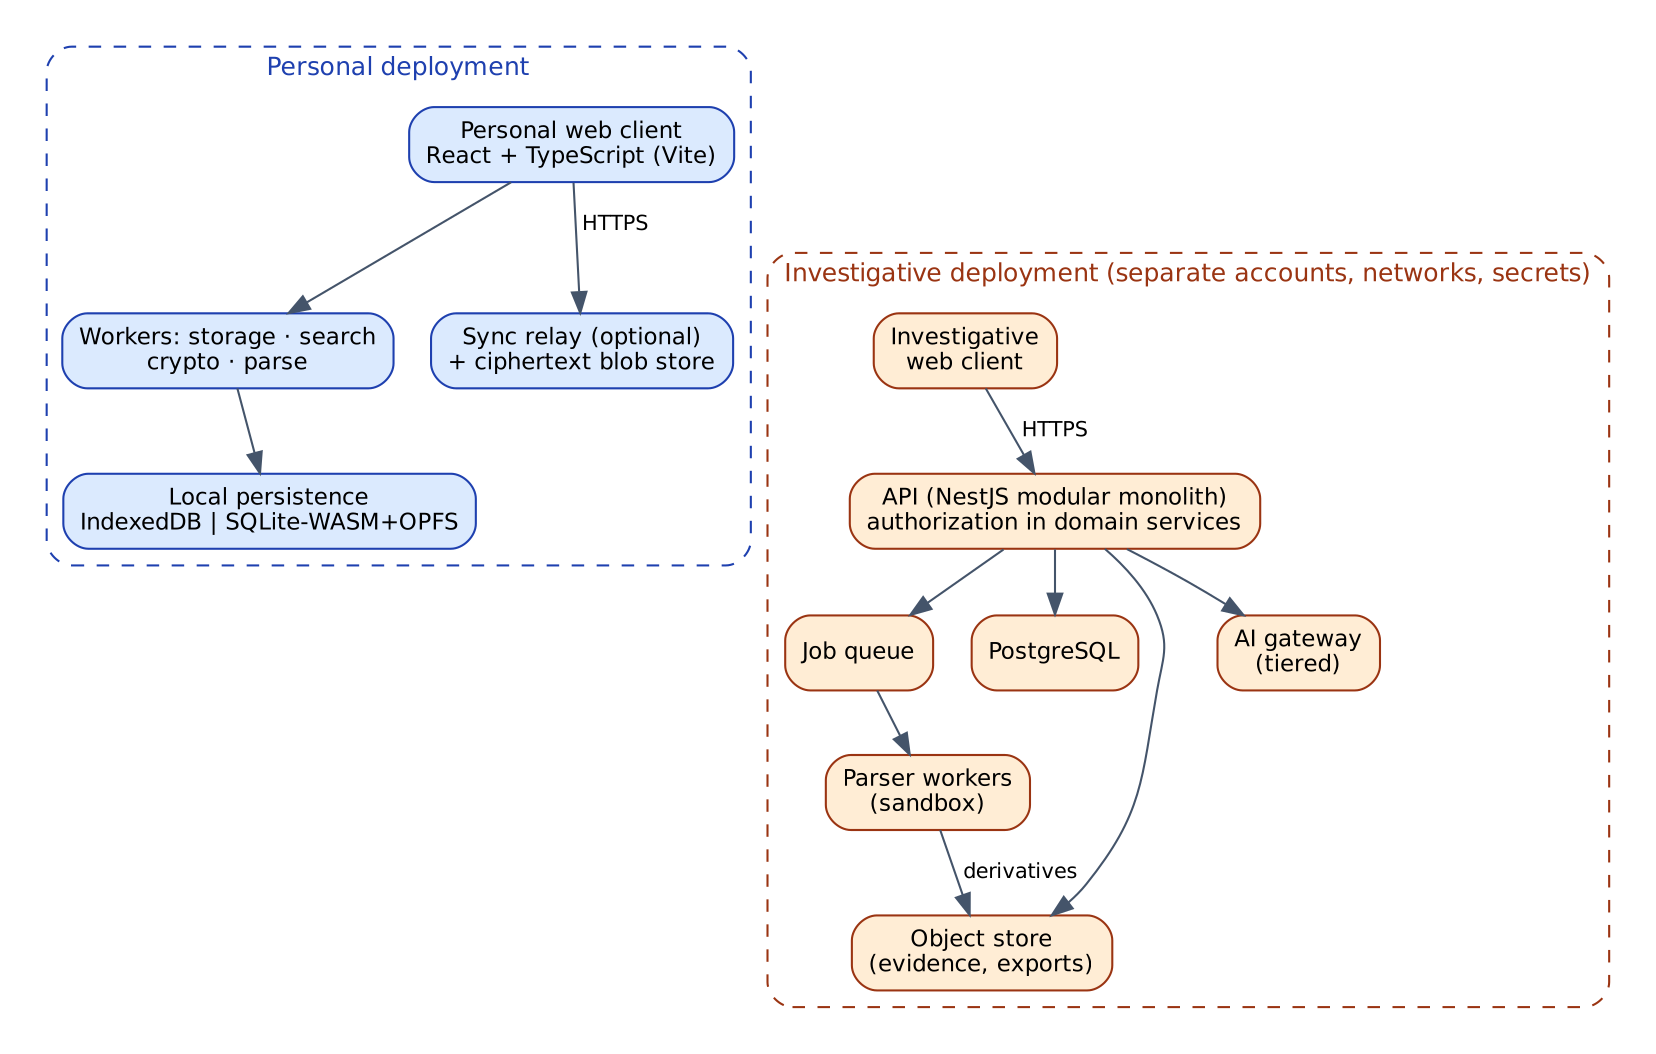 Personal deployment
Personal web client
React + TypeScript (Vite)
HTTPS
Workers: storage · search
crypto · parse
Sync relay (optional)
+ ciphertext blob store
Local persistence
IndexedDB | SQLite-WASM+OPFS
Investigative deployment (separate accounts, networks, secrets)
Investigative
web client
HTTPS
API (NestJS modular monolith)
authorization in domain services
Job queue
PostgreSQL
AI gateway
(tiered)
Parser workers
(sandbox)
derivatives
Object store
(evidence, exports)